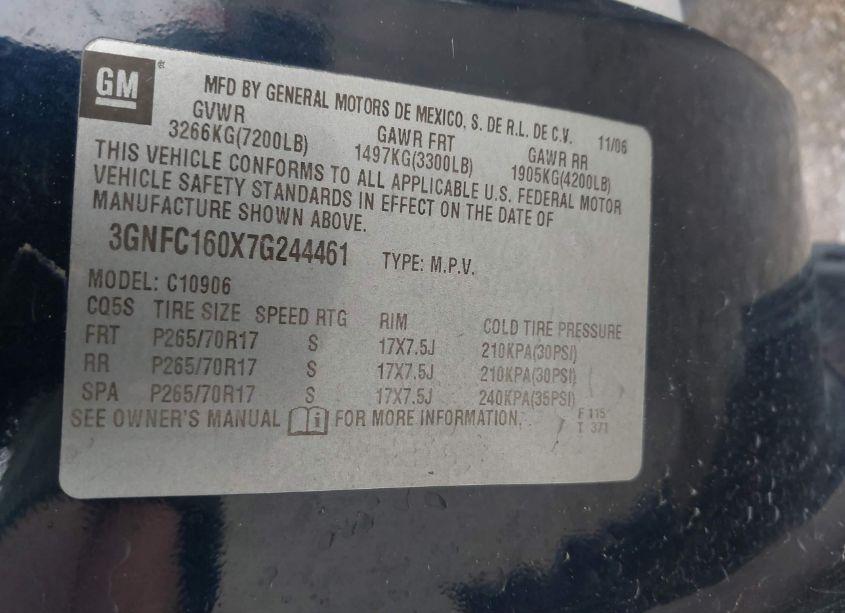 GM
MFD BY GENERAL MOTORS DE MEXICO, S. DE R.L. DE C.V. 11/06
GVWR GAWR FRT GAWR RR
3266KG(7200LB) 1497KG(3300LB) 1905KG(4200LB)
THIS VEHICLE CONFORMS TO ALL APPLICABLE U.S. FEDERAL MOTOR
VEHICLE SAFETY STANDARDS IN EFFECT ON THE DATE OF
MANUFACTURE SHOWN ABOVE.
3GNFC160X7G244461 TYPE: M.P.V.
MODEL: C10906
CQ5S TIRE SIZE SPEED RTG RIM COLD TIRE PRESSURE
FRT P265/70R17 S 17X7.5J 210KPA(30PSI)
RR P265/70R17 S 17X7.5J 210KPA(30PSI)
SPA P265/70R17 S 17X7.5J 240KPA(35PSI)
SEE OWNER'S MANUAL i FOR MORE INFORMATION.
F 115
T 371